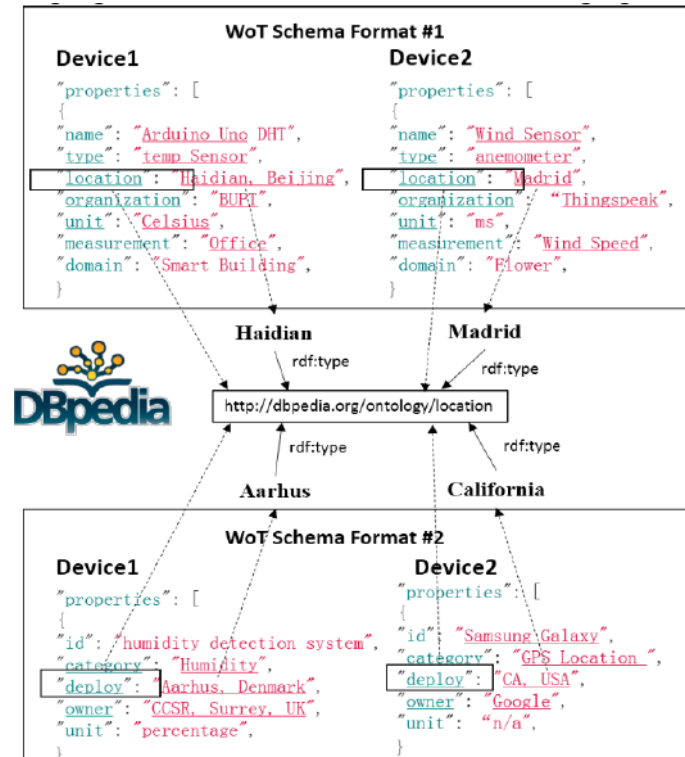 WoT Schema Format #1
Device1
"properties": [
{
"name": "Arduino Uno DHT",
"type": "temp Sensor",
"location": "Haidian, Beijing",
"organization": "BUPT",
"unit": "Celsius",
"measurement": "Office",
"domain": "Smart Building",
}
Device2
"properties": [
{
"name": "Wind Sensor",
"type": "anemometer",
"location": "Madrid",
"organization": “Thingspeak",
"unit": "ms",
"measurement": "Wind Speed",
"domain": "Flower",
}
Haidian
Madrid
rdf:type
rdf:type
DBpedia
http://dbpedia.org/ontology/location
rdf:type
rdf:type
Aarhus
California
WoT Schema Format #2
Device1
"properties": [
{
"id": "humidity detection system",
"category": "Humidity",
"deploy": "Aarhus, Denmark",
"owner": "CCSR, Surrey, UK",
"unit": "percentage",
}
Device2
"properties": [
{
"id": "Samsung Galaxy",
"category": "GPS Location ",
"deploy": "CA, USA",
"owner": "Google",
"unit": “n/a",
}